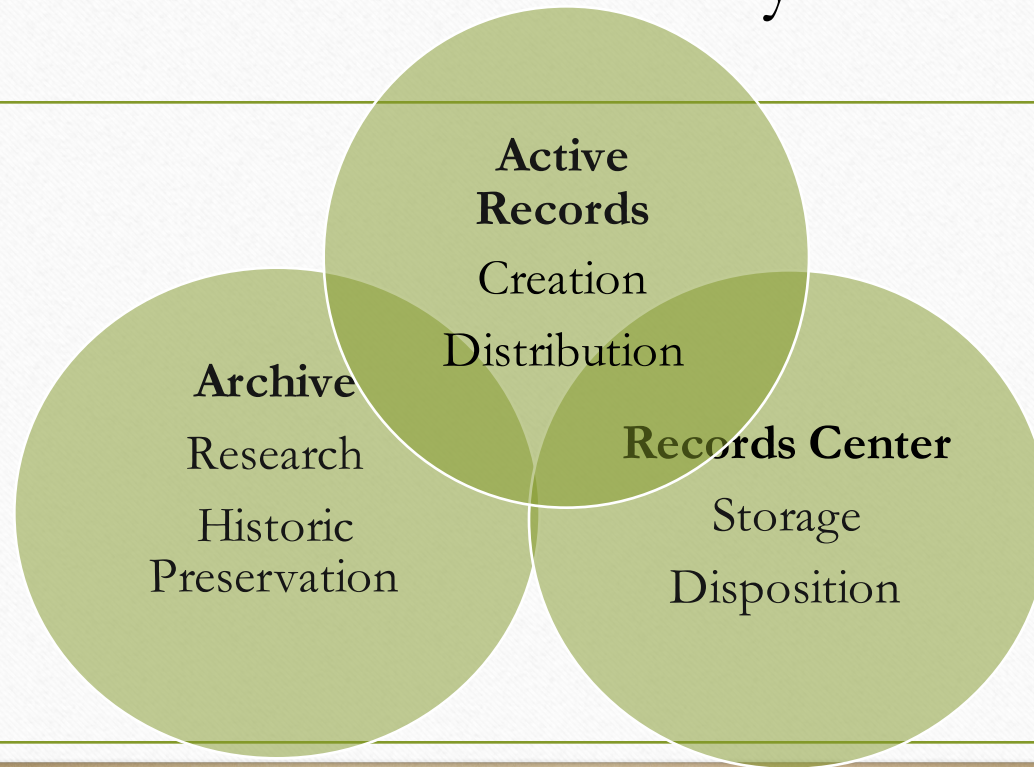 Active
Records
Creation
Distribution
Archive
Research
Historic
Preservation
Records Center
Storage
Disposition